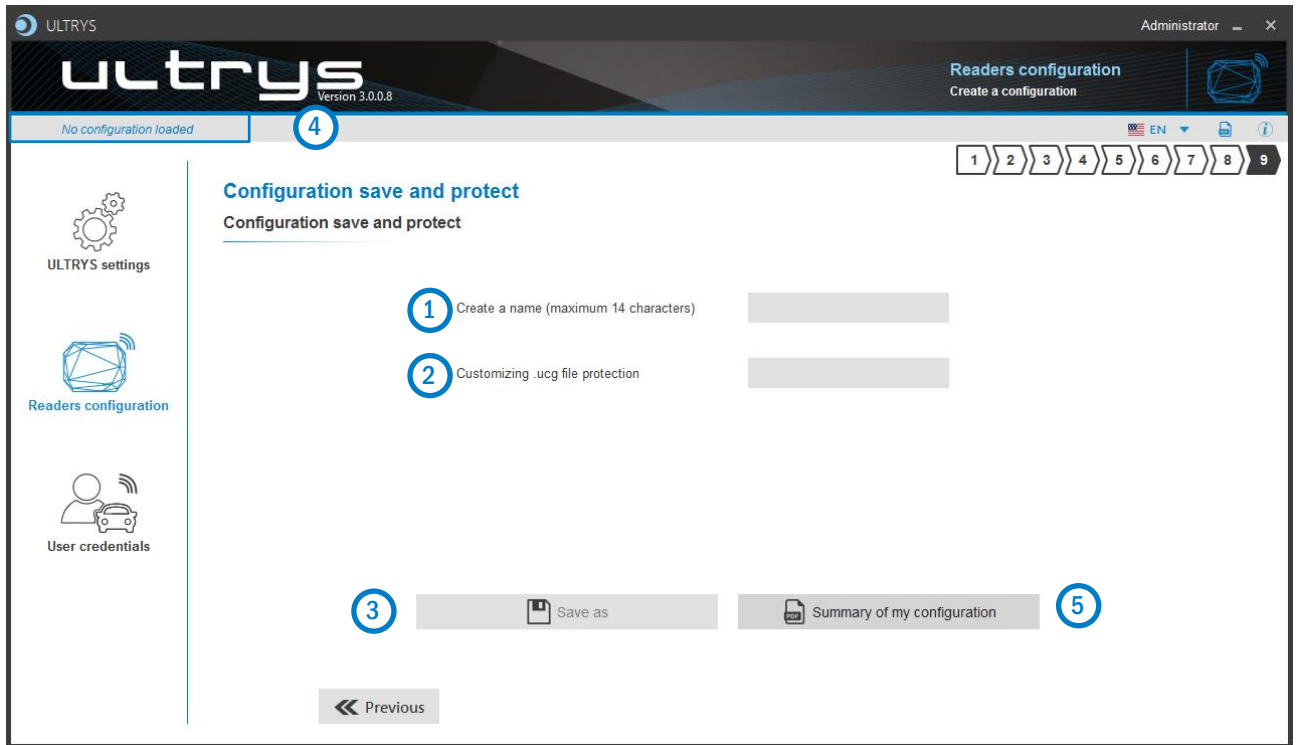 ULTRYS
Administrator
ultrys
Version 3.0.0.8
Readers configuration
Create a configuration
No configuration loaded
4
EN
i
1 2 3 4 5 6 7 8 9
Configuration save and protect
Configuration save and protect
ULTRYS settings
1 Create a name (maximum 14 characters)
2 Customizing .ucg file protection
Readers configuration
User credentials
3 Save as
PDF Summary of my configuration 5
Previous